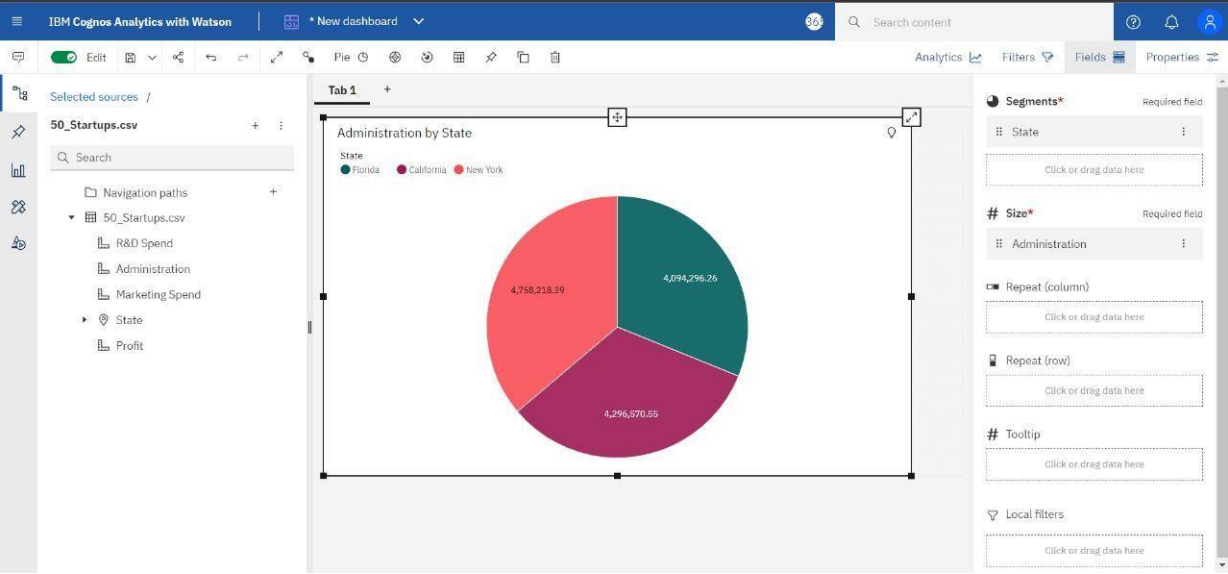 IBM Cognos Analytics with Watson
* New dashboard
Search content
Edit
Pie
Analytics
Filters
Fields
Properties
Selected sources /
50_Startups.csv
Search
Navigation paths
50_Startups.csv
R&D Spend
Administration
Marketing Spend
State
Profit
Tab 1
Administration by State
State
Florida
California
New York
4,094,296.26
4,758,218.39
4,296,570.55
Segments*
Required field
State
Click or drag data here
Size*
Required field
Administration
Repeat (column)
Click or drag data here
Repeat (row)
Click or drag data here
Tooltip
Click or drag data here
Local filters
Click or drag data here